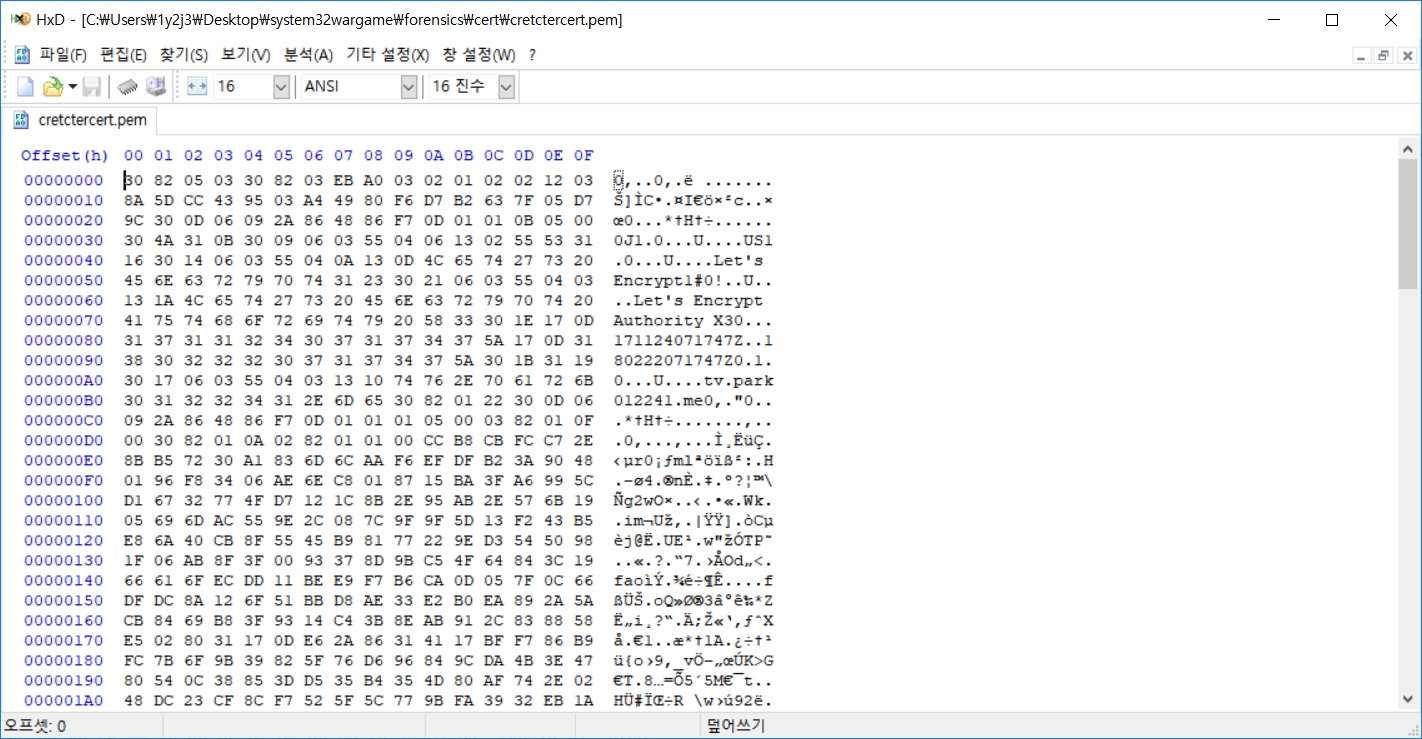 HxD - [C:₩Users₩1y2j3₩Desktop₩system32wargame₩forensics₩cert₩cretctercert.pem]
파일(F) 편집(E) 찾기(S) 보기(V) 분석(A) 기타 설정(X) 창 설정(W) ?
16 ANSI 16 진수
cretctercert.pem
Offset(h) 00 01 02 03 04 05 06 07 08 09 0A 0B 0C 0D 0E 0F
00000000 30 82 05 03 30 82 03 EB A0 03 02 01 02 02 12 03 0‚..0‚.ë .......
00000010 8A 5D CC 43 95 03 A4 49 80 F6 D7 B2 63 7F 05 D7 Š]ÌC•.¤I€ö×²c..×
00000020 9C 30 0D 06 09 2A 86 48 86 F7 0D 01 01 0B 05 00 œ0...*†H†÷......
00000030 30 4A 31 0B 30 09 06 03 55 04 06 13 02 55 53 31 0J1.0...U....US1
00000040 16 30 14 06 03 55 04 0A 13 0D 4C 65 74 27 73 20 .0...U....Let's
00000050 45 6E 63 72 79 70 74 31 23 30 21 06 03 55 04 03 Encrypt1#0!..U..
00000060 13 1A 4C 65 74 27 73 20 45 6E 63 72 79 70 74 20 ..Let's Encrypt
00000070 41 75 74 68 6F 72 69 74 79 20 58 33 30 1E 17 0D Authority X30...
00000080 31 37 31 31 32 34 30 37 31 37 34 37 5A 17 0D 31 171124071747Z..1
00000090 38 30 32 32 32 30 37 31 37 34 37 5A 30 1B 31 19 80222071747Z0.1.
000000A0 30 17 06 03 55 04 03 13 10 74 76 2E 70 61 72 6B 0...U....tv.park
000000B0 30 31 32 32 34 31 2E 6D 65 30 82 01 22 30 0D 06 012241.me0‚."0..
000000C0 09 2A 86 48 86 F7 0D 01 01 01 05 00 03 82 01 0F .*†H†÷.......‚..
000000D0 00 30 82 01 0A 02 82 01 01 00 CC B8 CB FC C7 2E .0‚...‚...Ì¸ËüÇ.
000000E0 8B B5 72 30 A1 83 6D 6C AA F6 EF DF B2 3A 90 48 ‹µr0¡ƒmlªöïß²:.H
000000F0 01 96 F8 34 06 AE 6E C8 01 87 15 BA 3F A6 99 5C .–ø4.®nÈ.‡.º?¦™\
00000100 D1 67 32 77 4F D7 12 1C 8B 2E 95 AB 2E 57 6B 19 Ñg2wO×..‹.•«.Wk.
00000110 05 69 6D AC 55 9E 2C 08 7C 9F 9F 5D 13 F2 43 B5 .im¬Už,.|ŸŸ].òCµ
00000120 E8 6A 40 CB 8F 55 45 B9 81 77 22 9E D3 54 50 98 èj@Ë.UE¹.w"žÓTP˜
00000130 1F 06 AB 8F 3F 00 93 37 8D 9B C5 4F 64 84 3C 19 ..«.?.“7.›ÅOd„<.
00000140 66 61 6F EC DD 11 BE E9 F7 B6 CA 0D 05 7F 0C 66 faoìÝ.¾é÷¶Ê....f
00000150 DF DC 8A 12 6F 51 BB D8 AE 33 E2 B0 EA 89 2A 5A ßÜŠ.oQ»Ø®3â°ê‰*Z
00000160 CB 84 69 B8 3F 93 14 C4 3B 8E AB 91 2C 83 88 58 Ë„i¸?“.Ä;Ž«‘,ƒˆX
00000170 E5 02 80 31 17 0D E6 2A 86 31 41 17 BF F7 86 B9 å.€1..æ*†1A.¿÷†¹
00000180 FC 7B 6F 9B 39 82 5F 76 D6 96 84 9C DA 4B 3E 47 ü{o›9‚_vÖ–„œÚK>G
00000190 80 54 0C 38 85 3D D5 35 B4 35 4D 80 AF 74 2E 02 €T.8…=Õ5´5M€¯t..
000001A0 48 DC 23 CF 8C F7 52 5F 5C 77 9B FA 39 32 EB 1A HÜ#ÏŒ÷R_\w›ú92ë.
오프셋: 0 덮어쓰기